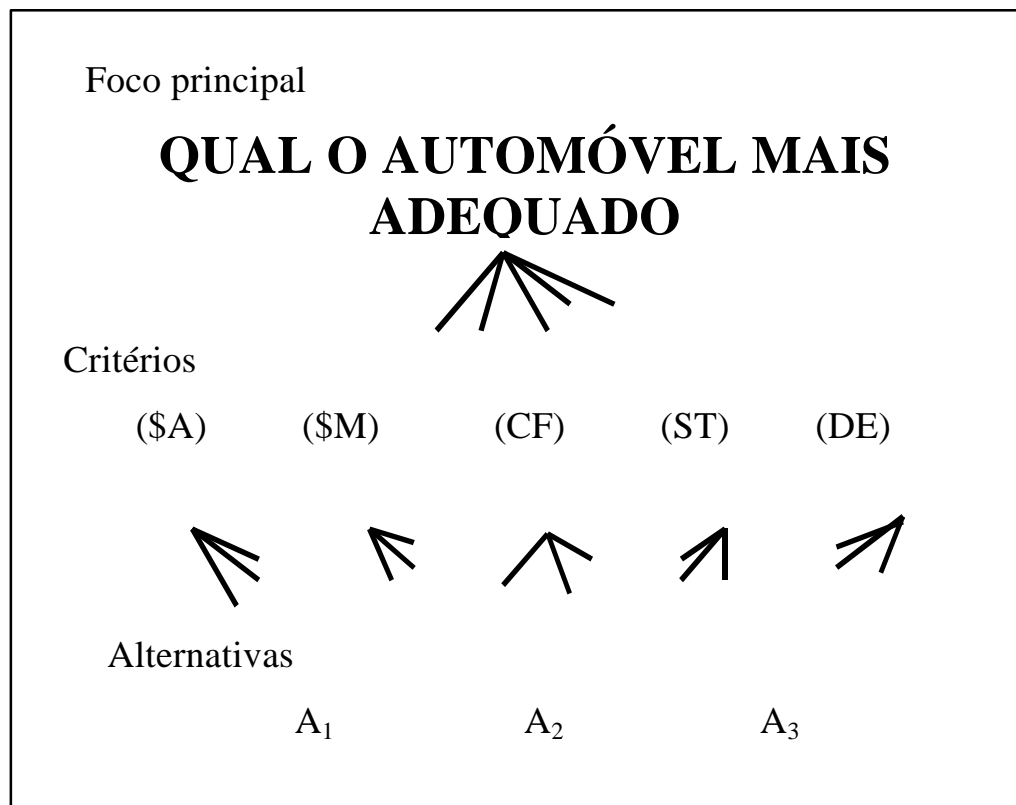 Foco principal
QUAL O AUTOMÓVEL MAIS
ADEQUADO
Critérios
($A) ($M) (CF) (ST) (DE)
Alternativas
A₁ A₂ A₃